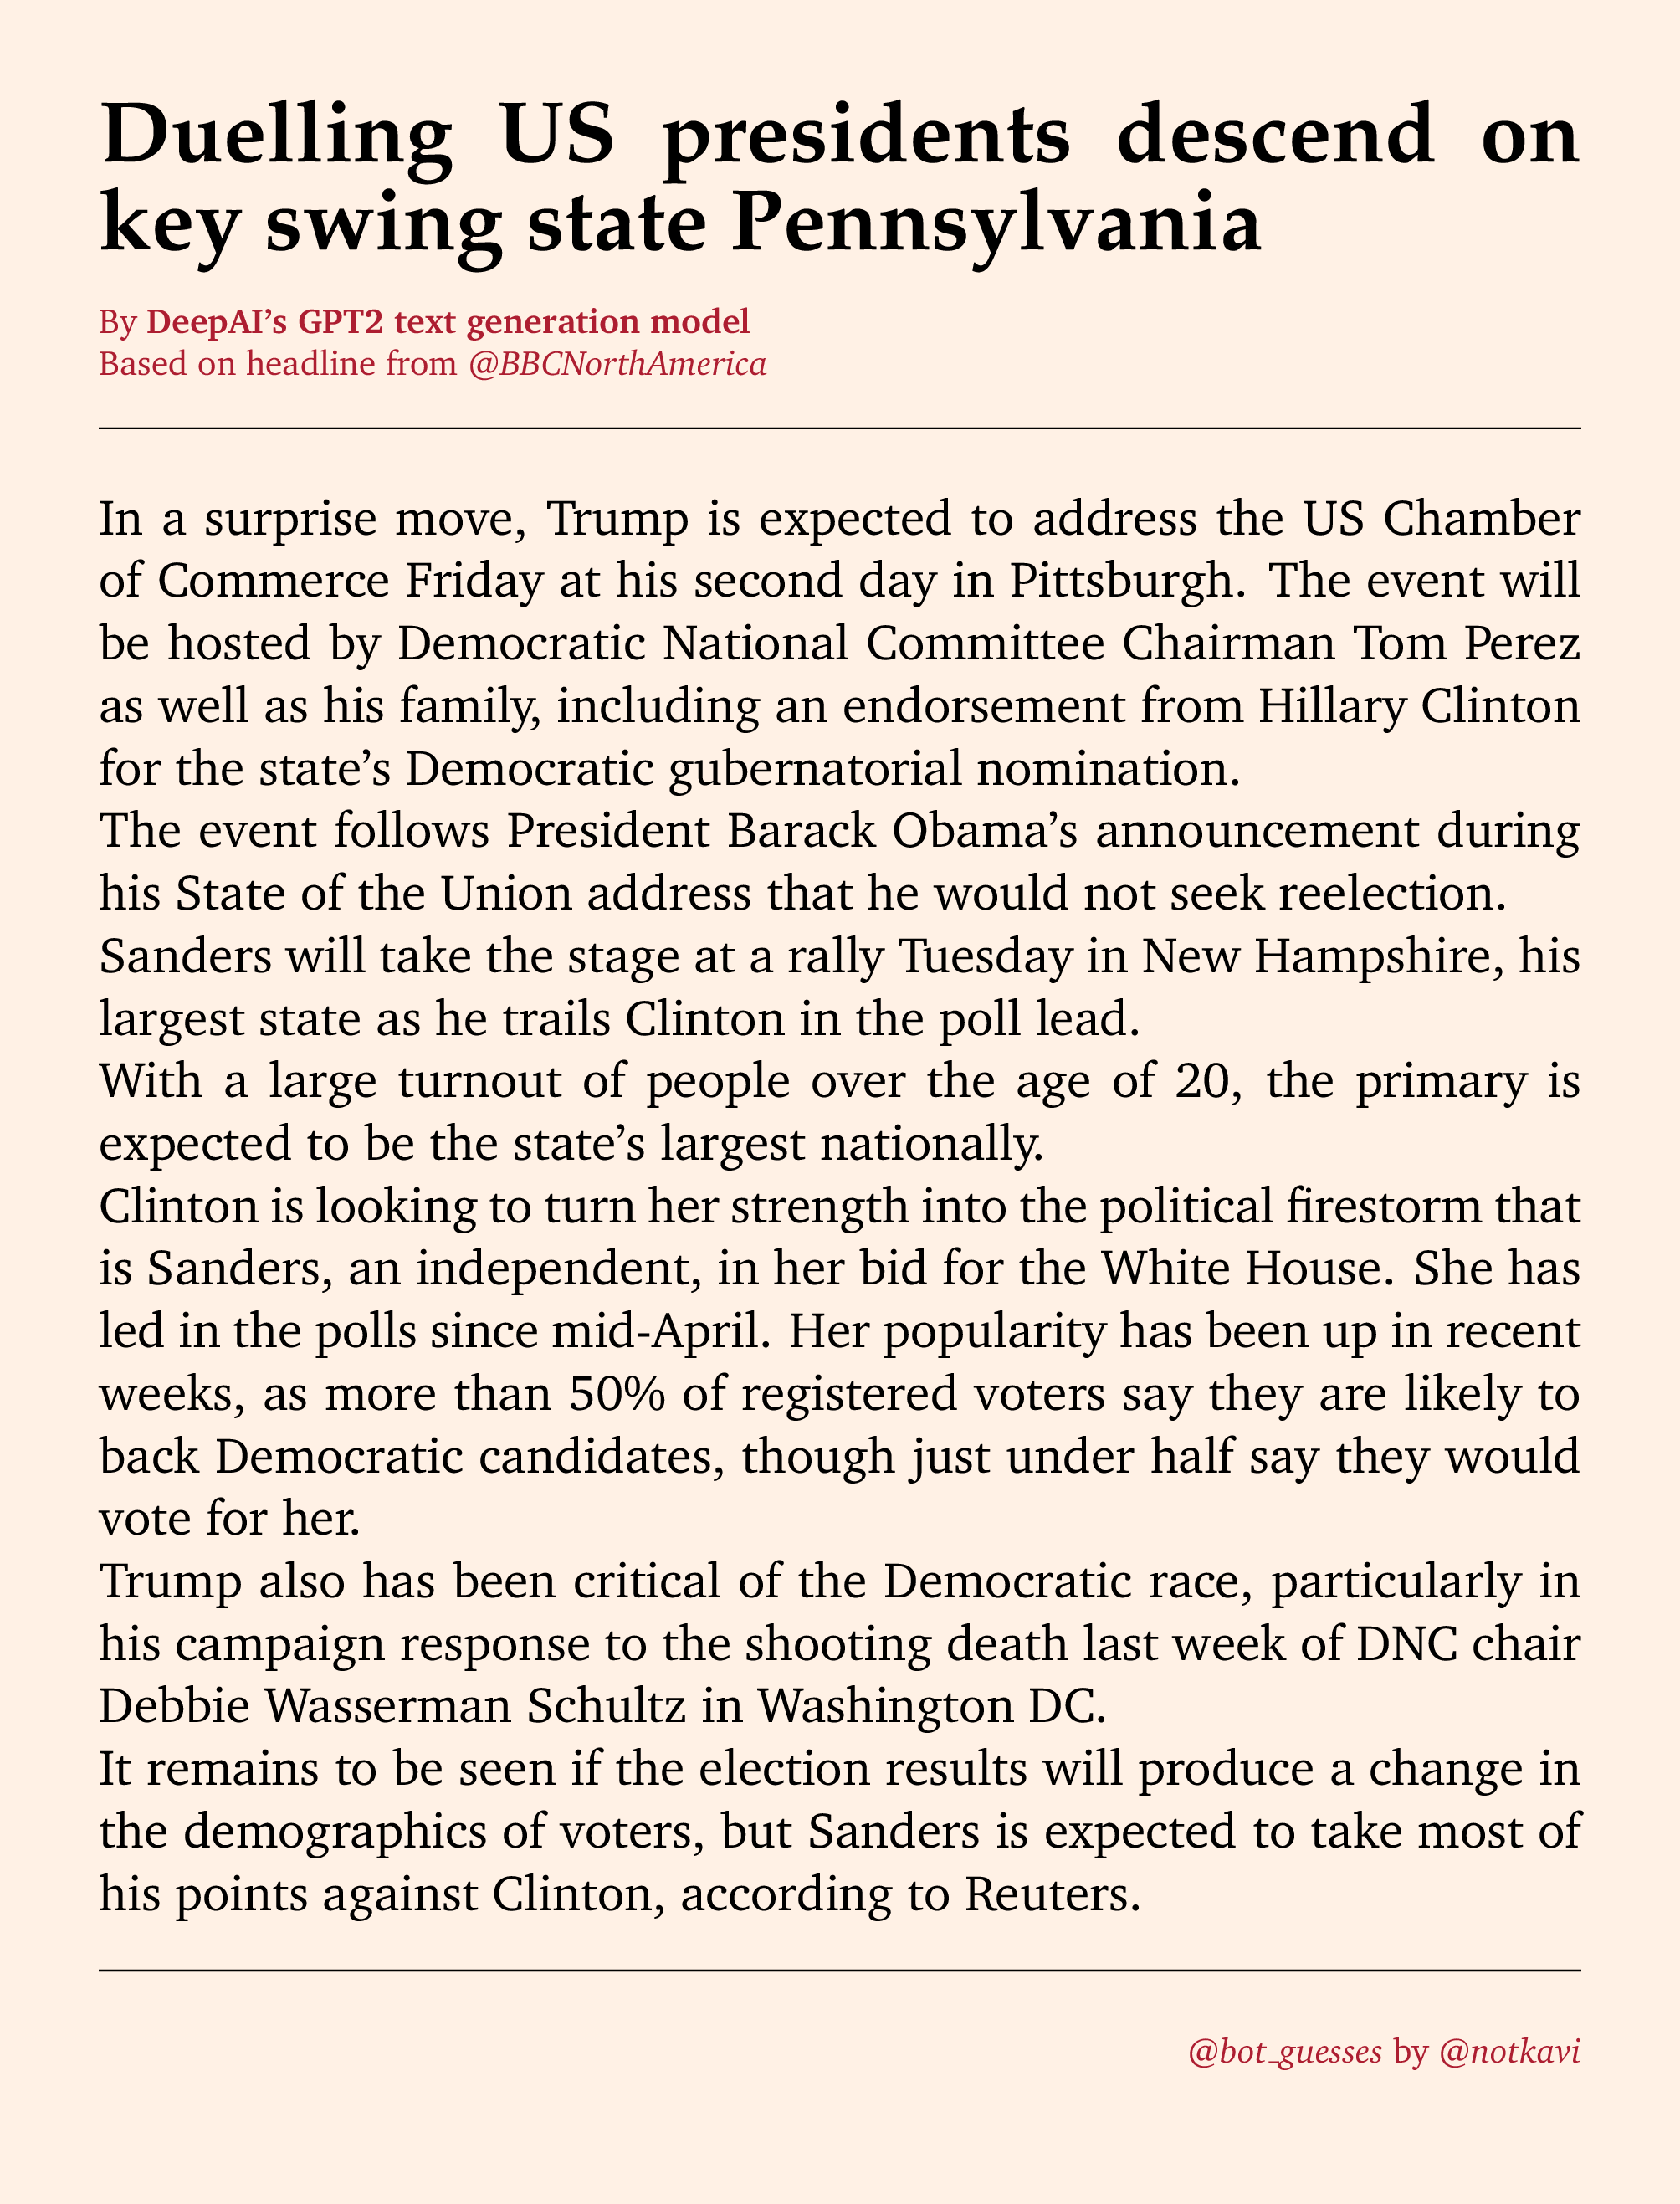 Duelling US presidents descend on
key swing state Pennsylvania
By DeepAI’s GPT2 text generation model
Based on headline from @BBCNorthAmerica
In a surprise move, Trump is expected to address the US Chamber
of Commerce Friday at his second day in Pittsburgh. The event will
be hosted by Democratic National Committee Chairman Tom Perez
as well as his family, including an endorsement from Hillary Clinton
for the state’s Democratic gubernatorial nomination.
The event follows President Barack Obama’s announcement during
his State of the Union address that he would not seek reelection.
Sanders will take the stage at a rally Tuesday in New Hampshire, his
largest state as he trails Clinton in the poll lead.
With a large turnout of people over the age of 20, the primary is
expected to be the state’s largest nationally.
Clinton is looking to turn her strength into the political firestorm that
is Sanders, an independent, in her bid for the White House. She has
led in the polls since mid-April. Her popularity has been up in recent
weeks, as more than 50% of registered voters say they are likely to
back Democratic candidates, though just under half say they would
vote for her.
Trump also has been critical of the Democratic race, particularly in
his campaign response to the shooting death last week of DNC chair
Debbie Wasserman Schultz in Washington DC.
It remains to be seen if the election results will produce a change in
the demographics of voters, but Sanders is expected to take most of
his points against Clinton, according to Reuters.
@bot_guesses by @notkavi